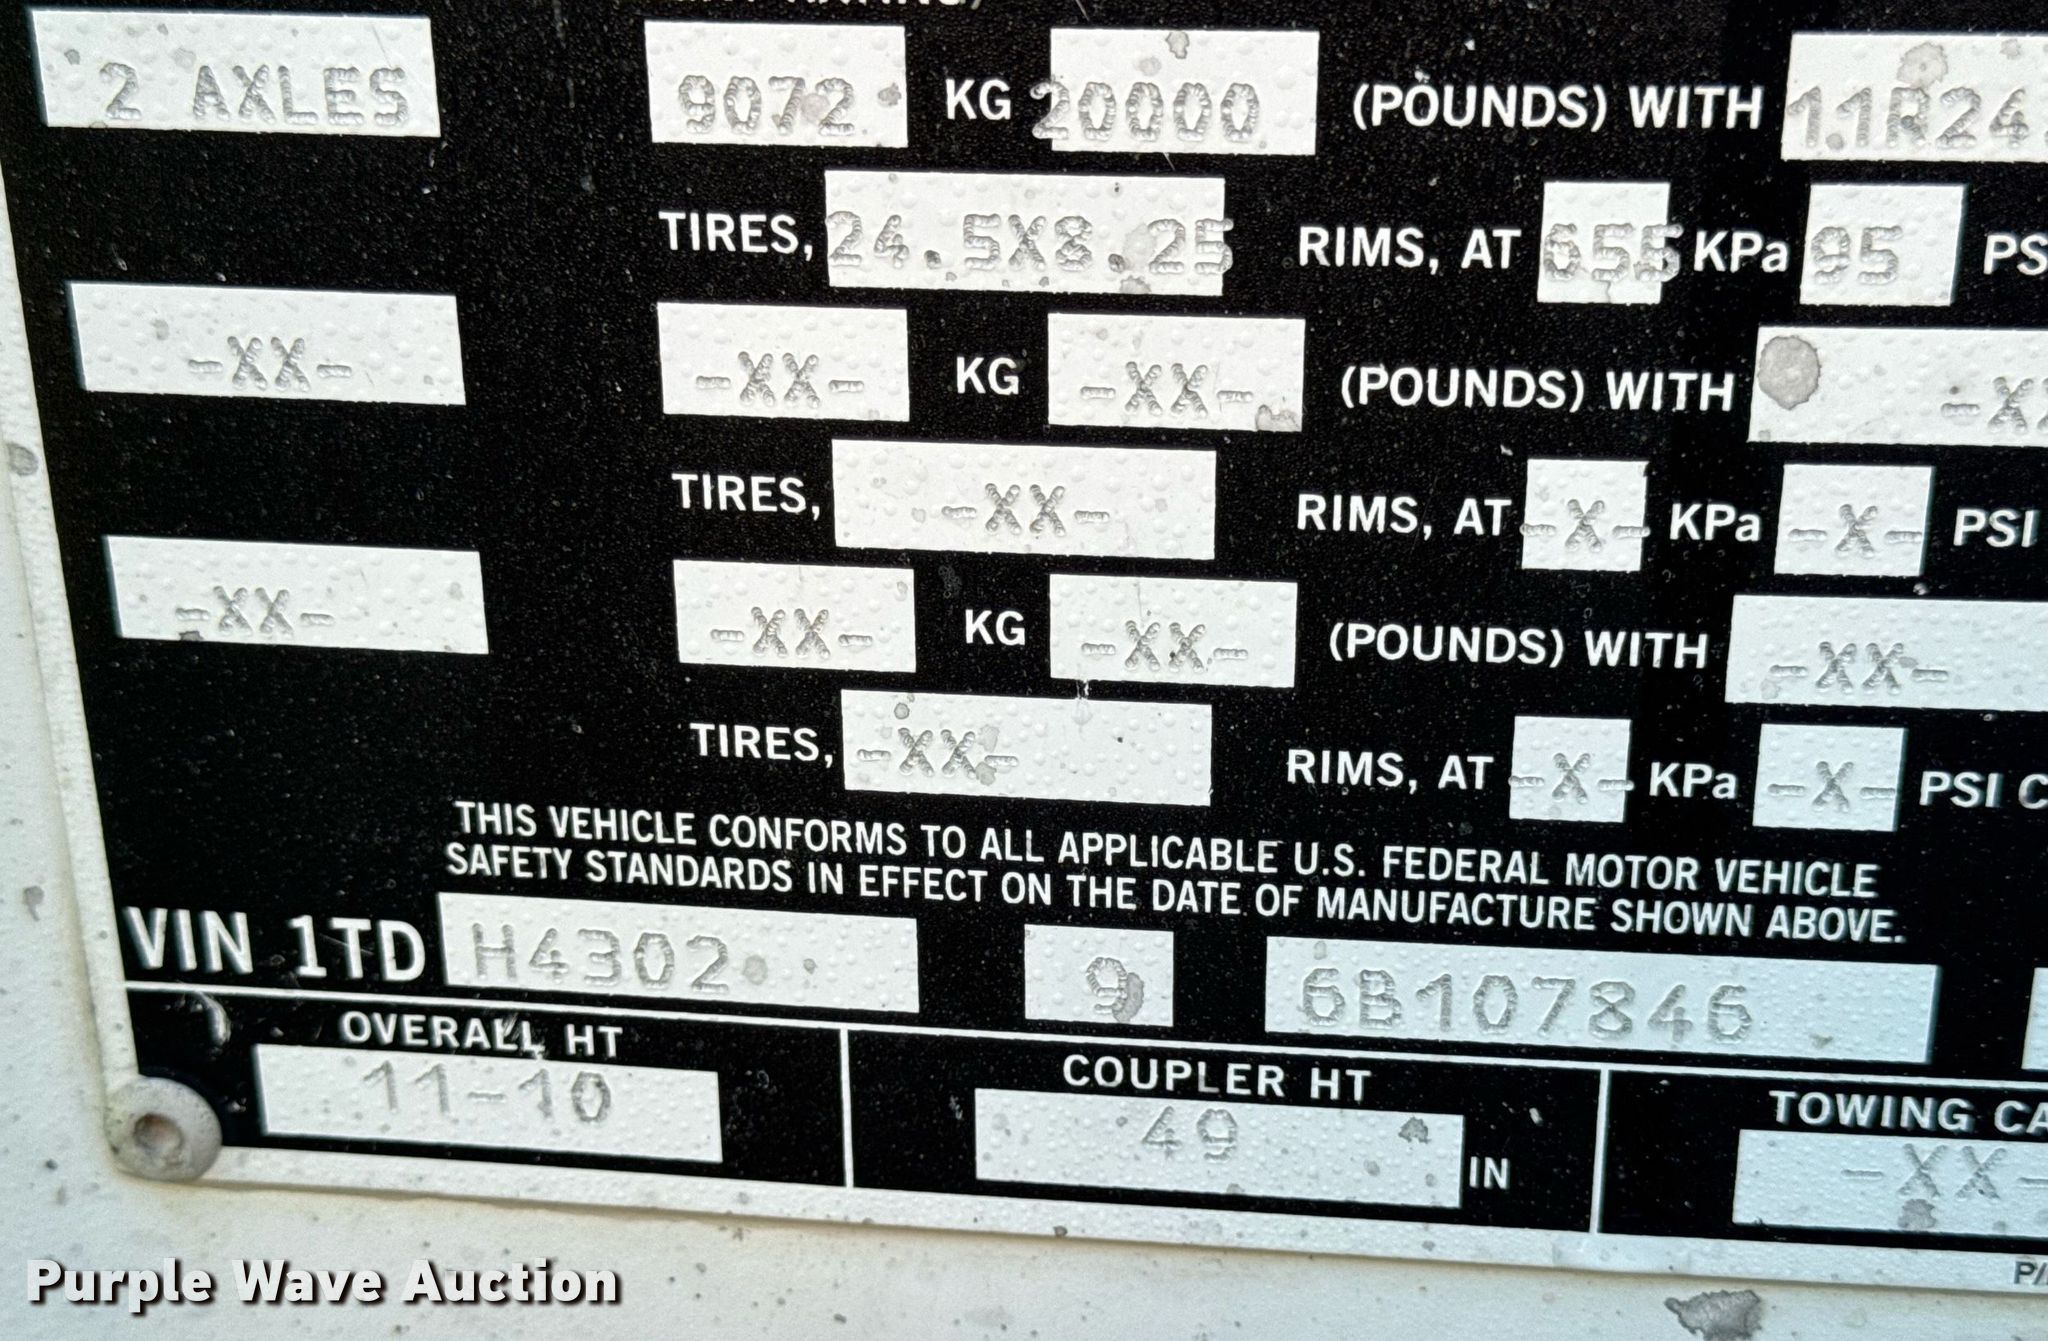 2 AXLES 9072 KG 20000 (POUNDS) WITH 11R24.
TIRES, 24.5X8.25 RIMS, AT 655 KPa 95 PS
-XX- -XX- KG -XX- (POUNDS) WITH -XX
TIRES, -XX- RIMS, AT -X- KPa -X- PSI
-XX- -XX- KG -XX- (POUNDS) WITH -XX-
TIRES, -XX- RIMS, AT -X- KPa -X- PSI C
THIS VEHICLE CONFORMS TO ALL APPLICABLE U.S. FEDERAL MOTOR VEHICLE
SAFETY STANDARDS IN EFFECT ON THE DATE OF MANUFACTURE SHOWN ABOVE.
VIN 1TD H4302 9 6B107846
OVERALL HT
11-10
COUPLER HT
49 IN
TOWING CA
-XX-
P/
Purple Wave Auction